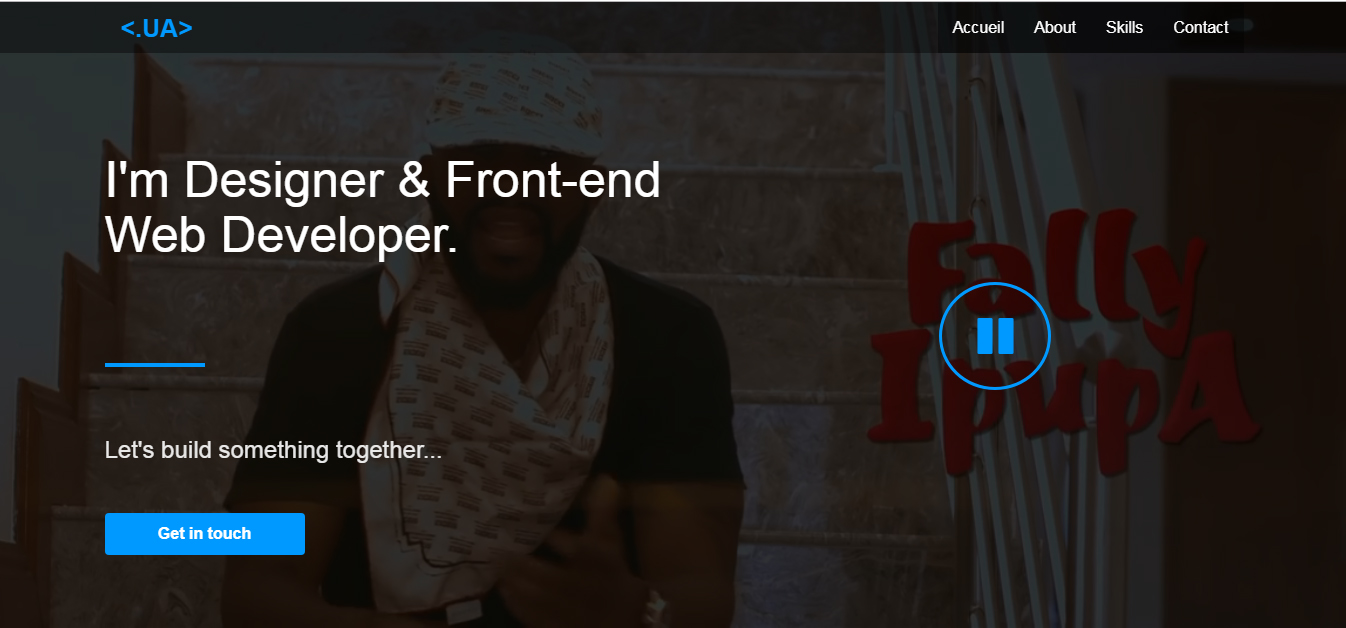 <.UA>
Accueil About Skills Contact
I'm Designer & Front-end
Web Developer.
Fally
IpupA
Let's build something together...
Get in touch